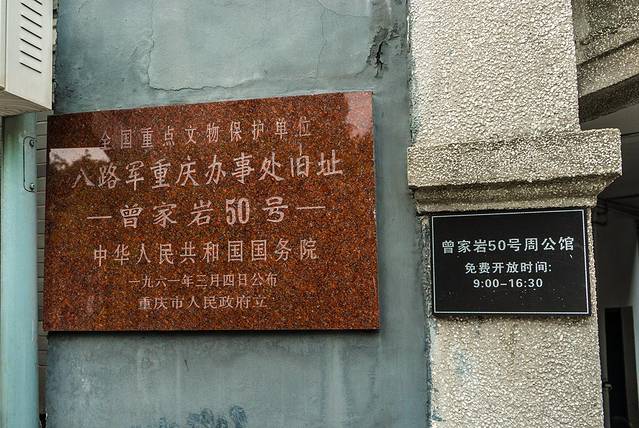 全国重点文物保护单位
八路军重庆办事处旧址
—曾家岩50号—
中华人民共和国国务院
一九六一年三月四日公布
重庆市人民政府立
曾家岩50号周公馆
免费开放时间:
9:00-16:30